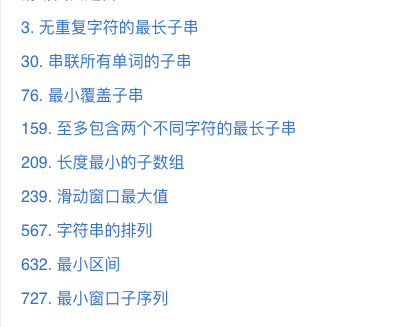 3. 无重复字符的最长子串
30. 串联所有单词的子串
76. 最小覆盖子串
159. 至多包含两个不同字符的最长子串
209. 长度最小的子数组
239. 滑动窗口最大值
567. 字符串的排列
632. 最小区间
727. 最小窗口子序列